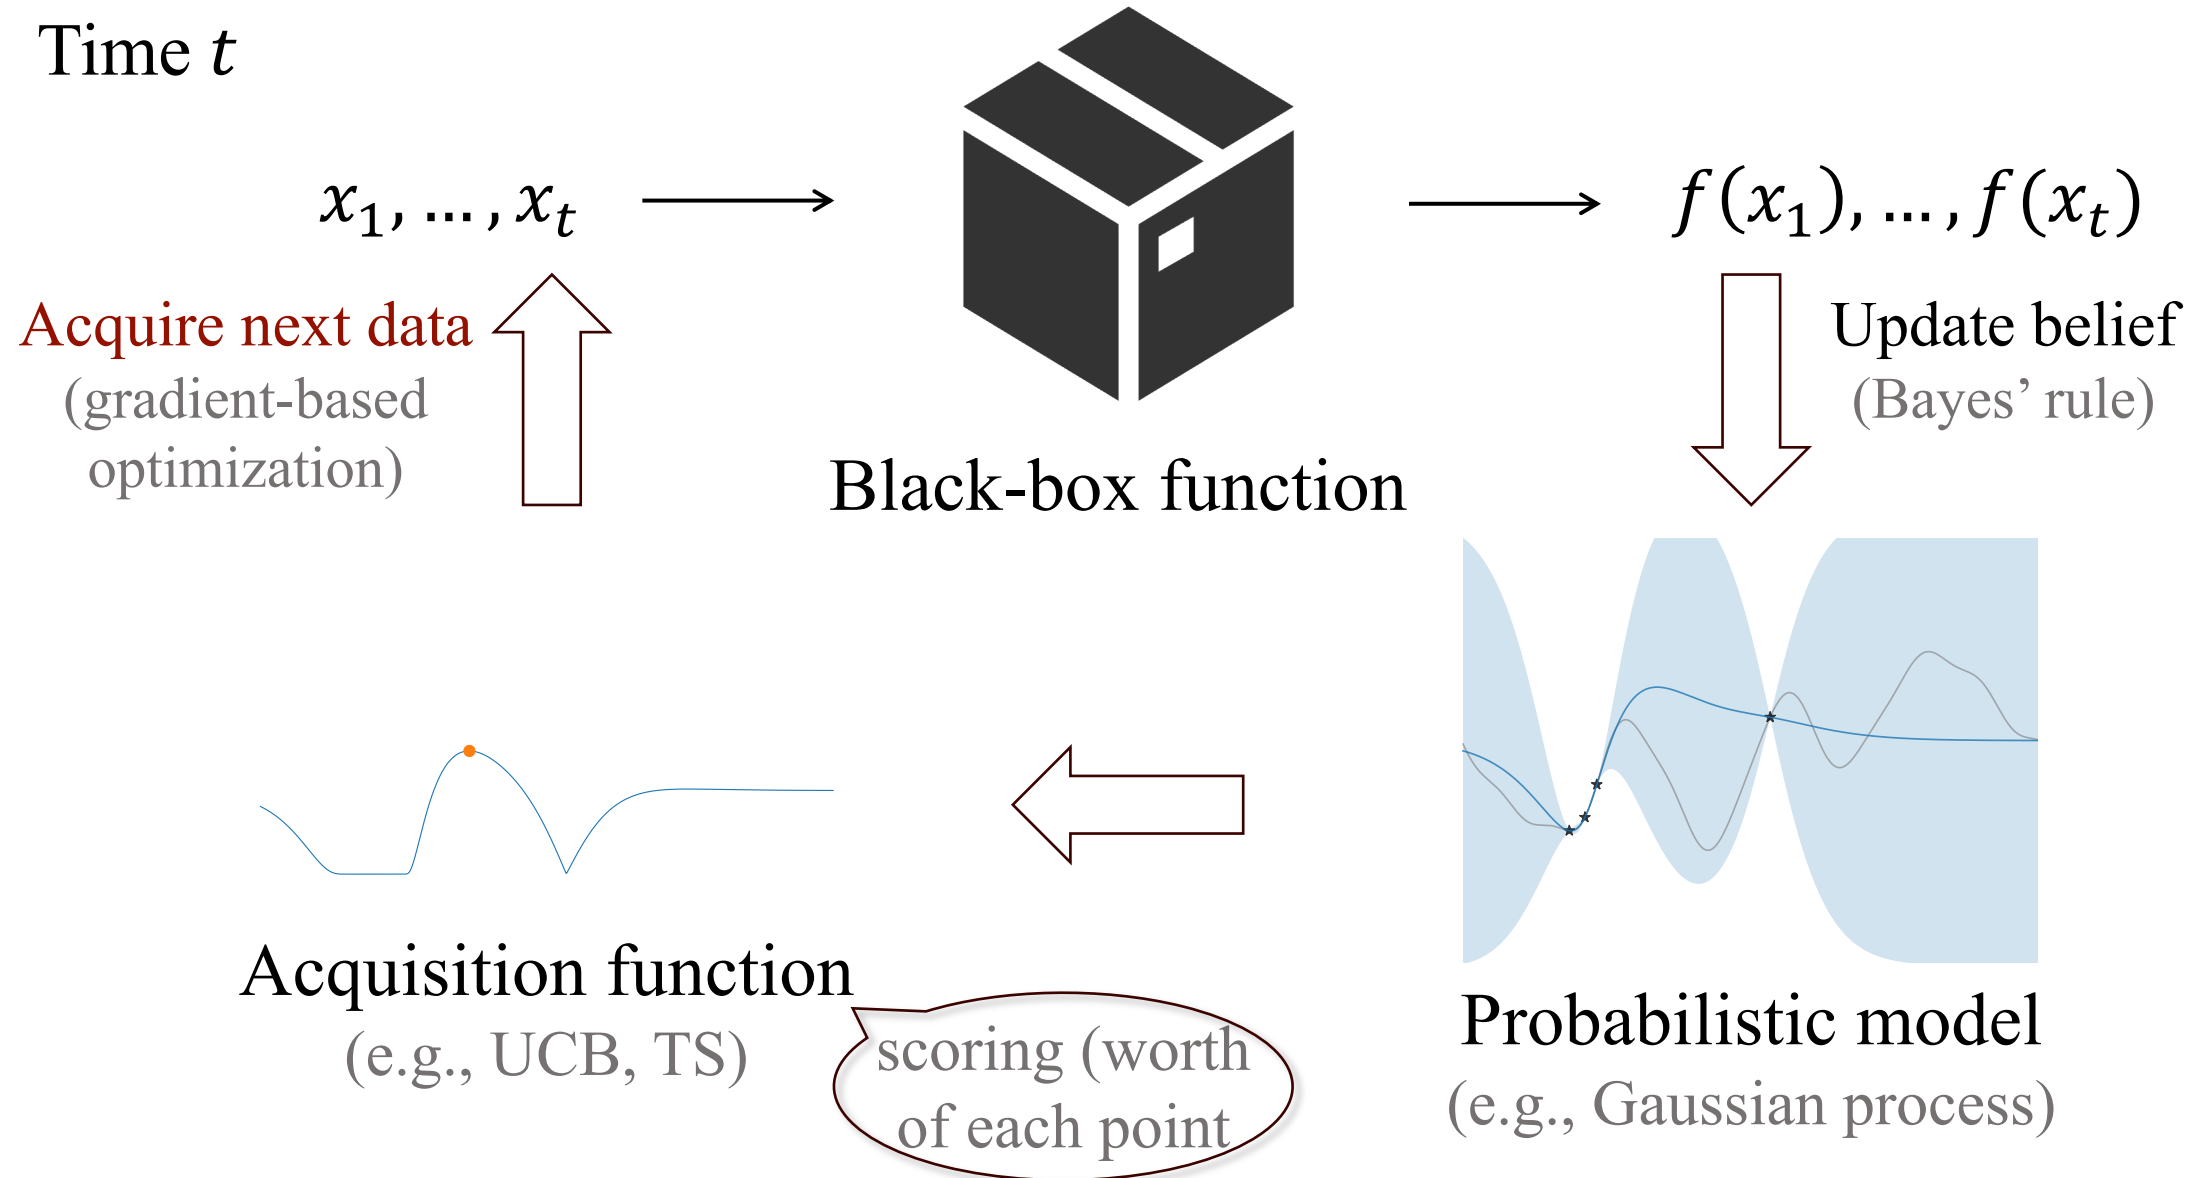 Time t
x₁, … , xₜ
f(x₁), … , f(xₜ)
Acquire next data
(gradient-based
optimization)
Black-box function
Update belief
(Bayes’ rule)
Acquisition function
(e.g., UCB, TS)
scoring (worth
of each point
Probabilistic model
(e.g., Gaussian process)